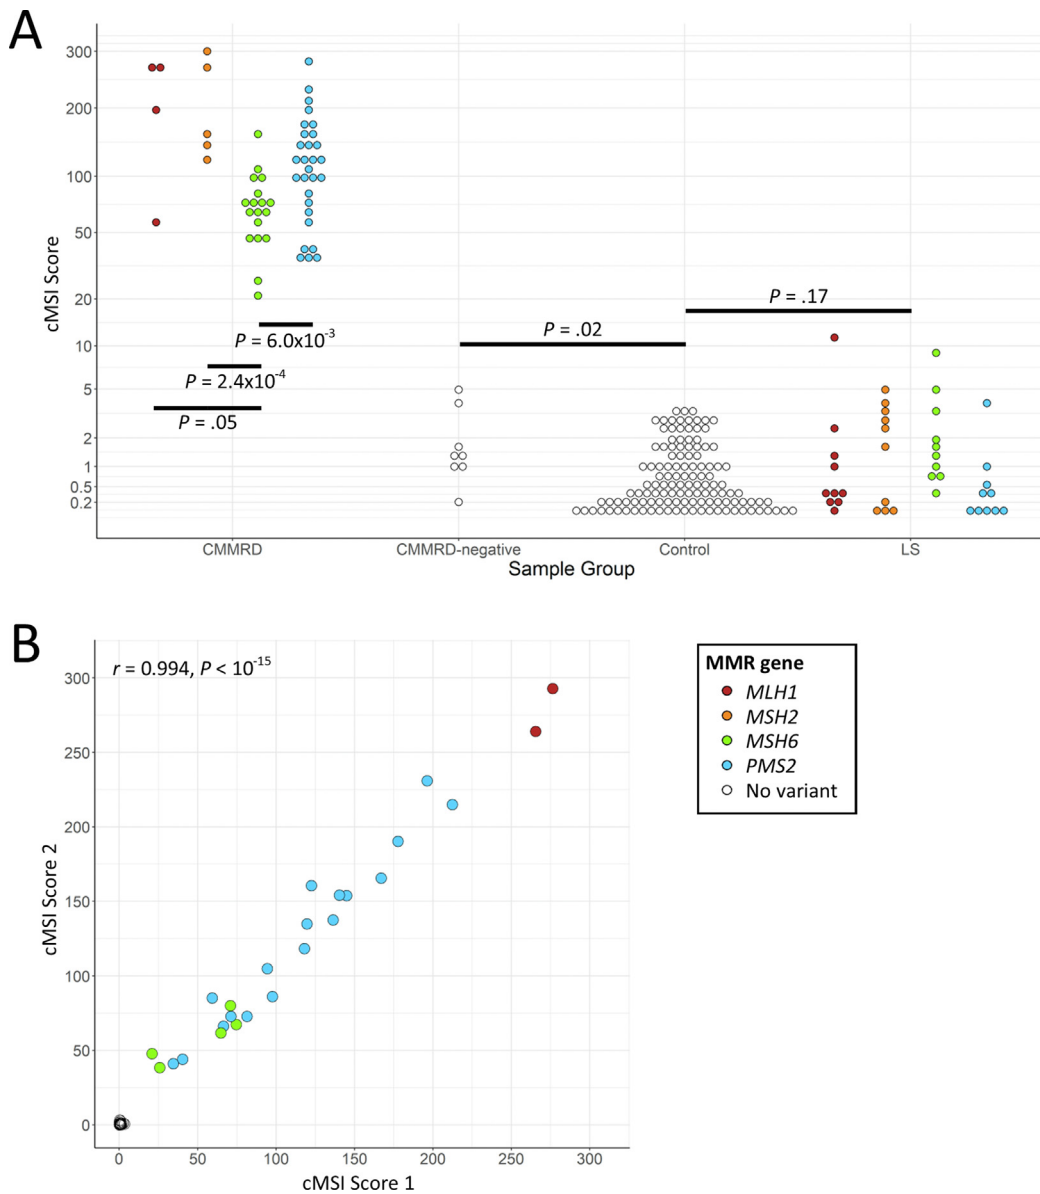 A
cMSI Score
300
200
100
50
20
10
5
2
1
0.5
0.2
P = 6.0x10⁻³
P = 2.4x10⁻⁴
P = .05
P = .02
P = .17
CMMRD
CMMRD-negative
Control
LS
Sample Group
B
r = 0.994, P < 10⁻¹⁵
cMSI Score 2
300
250
200
150
100
50
0
0 50 100 150 200 250 300
cMSI Score 1
MMR gene
MLH1
MSH2
MSH6
PMS2
No variant